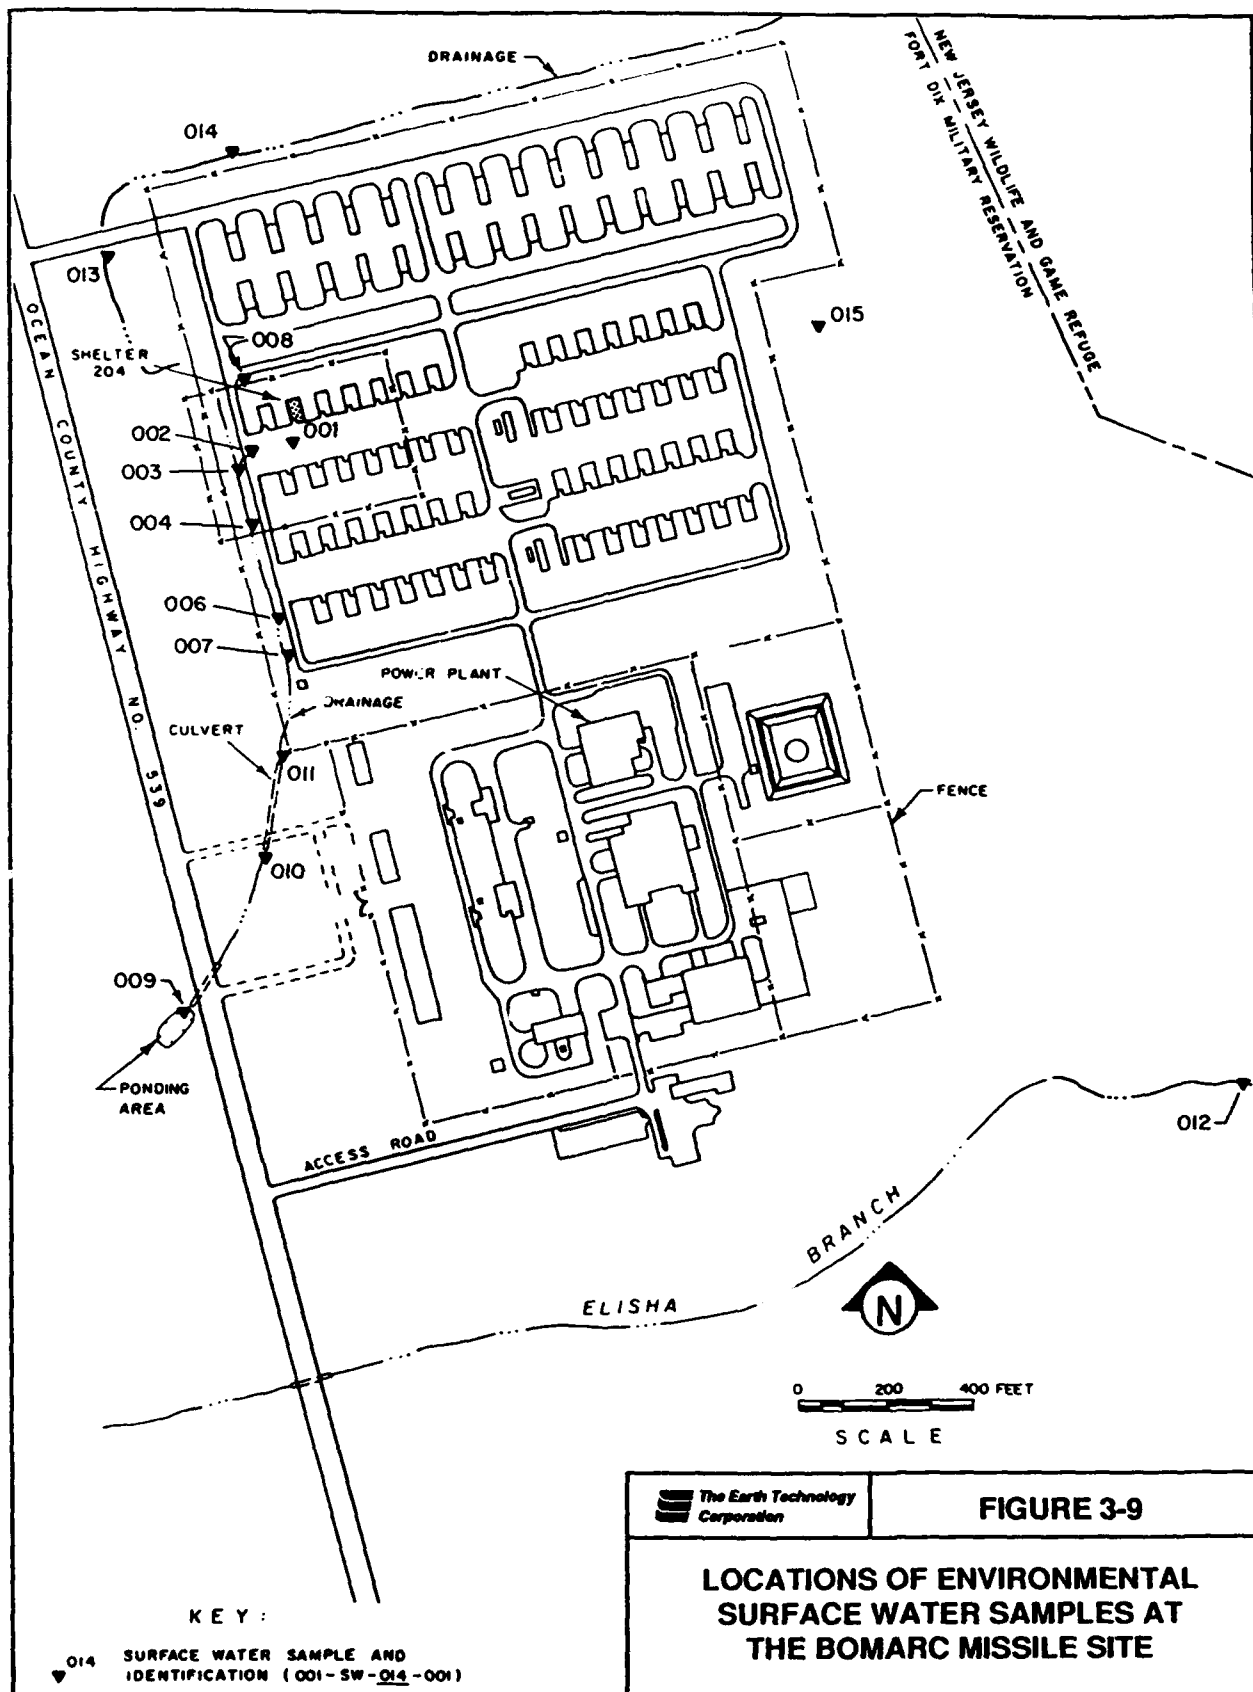 DRAINAGE
NEW JERSEY WILDLIFE AND GAME REFUGE
FORT DIX MILITARY RESERVATION
014
013
OCEAN COUNTY HIGHWAY NO. 539
008
SHELTER
204
015
001
002
003
004
006
007
POWER PLANT
DRAINAGE
CULVERT
011
FENCE
010
009
PONDING
AREA
012
ACCESS ROAD
ELISHA BRANCH
N
0 200 400 FEET
SCALE
The Earth Technology
Corporation
FIGURE 3-9
LOCATIONS OF ENVIRONMENTAL
SURFACE WATER SAMPLES AT
THE BOMARC MISSILE SITE
KEY:
014 SURFACE WATER SAMPLE AND
IDENTIFICATION (001-SW-014-001)